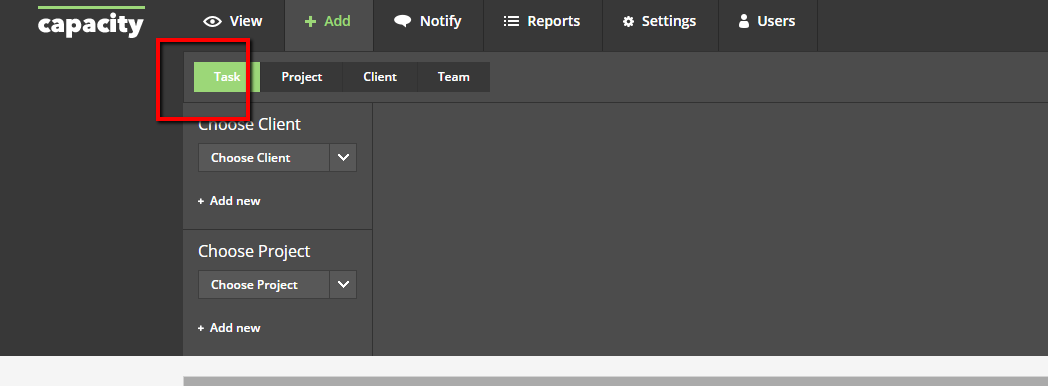 capacity
View + Add Notify Reports Settings Users
Task Project Client Team
Choose Client
Choose Client
+ Add new
Choose Project
Choose Project
+ Add new